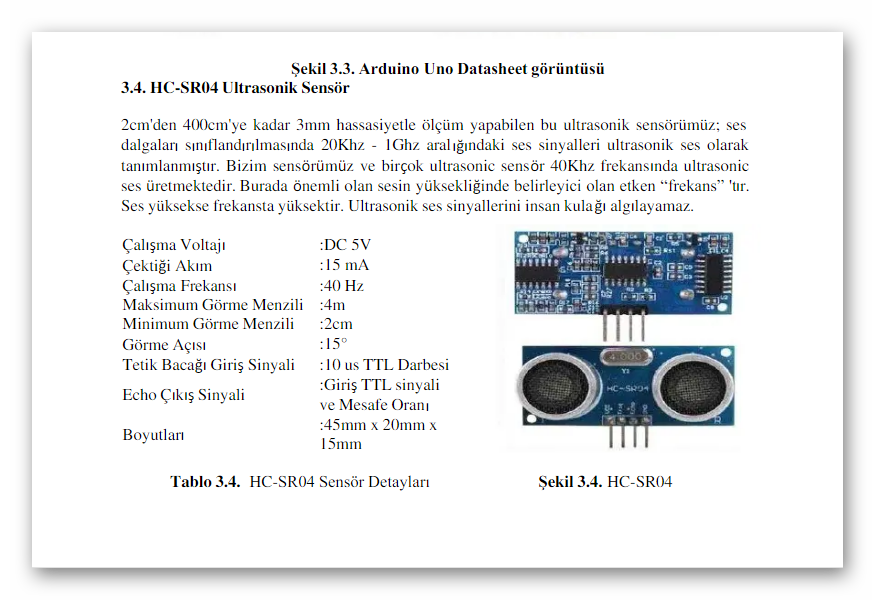 Şekil 3.3. Arduino Uno Datasheet görüntüsü
3.4. HC-SR04 Ultrasonik Sensör
2cm'den 400cm'ye kadar 3mm hassasiyetle ölçüm yapabilen bu ultrasonik sensörümüz; ses
dalgaları sınıflandırılmasında 20Khz - 1Ghz aralığındaki ses sinyalleri ultrasonik ses olarak
tanımlanmıştır. Bizim sensörümüz ve birçok ultrasonic sensör 40Khz frekansında ultrasonic
ses üretmektedir. Burada önemli olan sesin yüksekliğinde belirleyici olan etken “frekans” 'tır.
Ses yüksekse frekansta yüksektir. Ultrasonik ses sinyallerini insan kulağı algılayamaz.
Çalışma Voltajı :DC 5V
Çektiği Akım :15 mA
Çalışma Frekansı :40 Hz
Maksimum Görme Menzili :4m
Minimum Görme Menzili :2cm
Görme Açısı :15°
Tetik Bacağı Giriş Sinyali :10 us TTL Darbesi
Echo Çıkış Sinyali :Giriş TTL sinyali
ve Mesafe Oranı
Boyutları :45mm x 20mm x
15mm
4.000
HC-SR04
Tablo 3.4. HC-SR04 Sensör Detayları
Şekil 3.4. HC-SR04